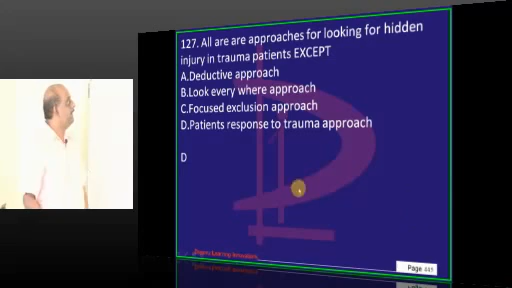 127. All are are approaches for looking for hidden
injury in trauma patients EXCEPT
A.Deductive approach
B.Look every where approach
C.Focused exclusion approach
D.Patients response to trauma approach
D
Learning
Page